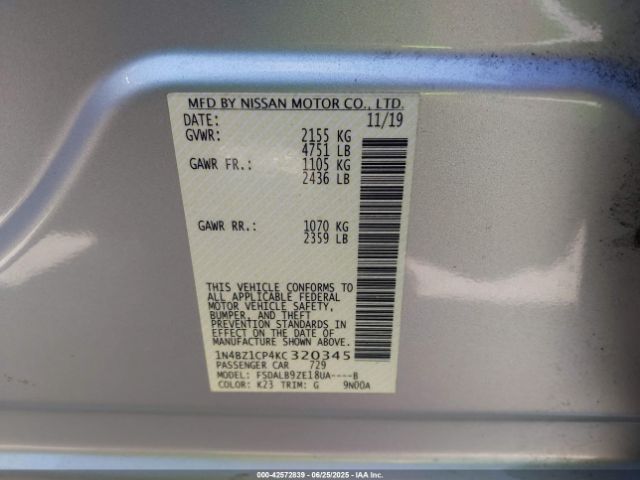 MFD BY NISSAN MOTOR CO., LTD.
DATE: 11/19
GVWR: 2155 KG
4751 LB
GAWR FR.: 1105 KG
2436 LB
GAWR RR.: 1070 KG
2359 LB
THIS VEHICLE CONFORMS TO
ALL APPLICABLE FEDERAL
MOTOR VEHICLE SAFETY,
BUMPER, AND THEFT
PREVENTION STANDARDS IN
EFFECT ON THE DATE OF
MANUFACTURE SHOWN ABOVE.
1N4BZ1CP4KC320345
PASSENGER CAR 729
MODEL: FSDALB9ZE18UA----B
COLOR: K23 TRIM: G 9N00A
000-42572839 - 06/25/2025 - IAA Inc.